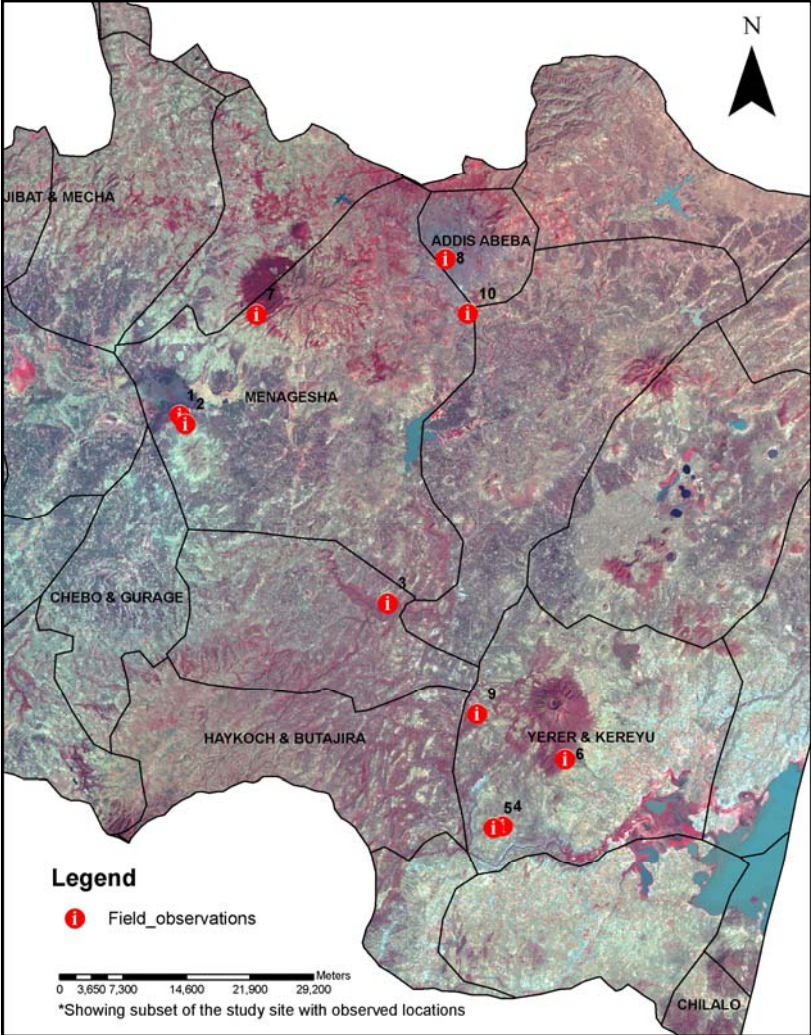 N
JIBAT & MECHA
ADDIS ABEBA
8
7
10
1
2
MENAGESHA
3
CHEBO & GURAGE
9
HAYKOCH & BUTAJIRA
YERER & KEREYU
6
54
Legend
Field_observations
Meters
0 3,650 7,300 14,600 21,900 29,200
*Showing subset of the study site with observed locations
CHILALO